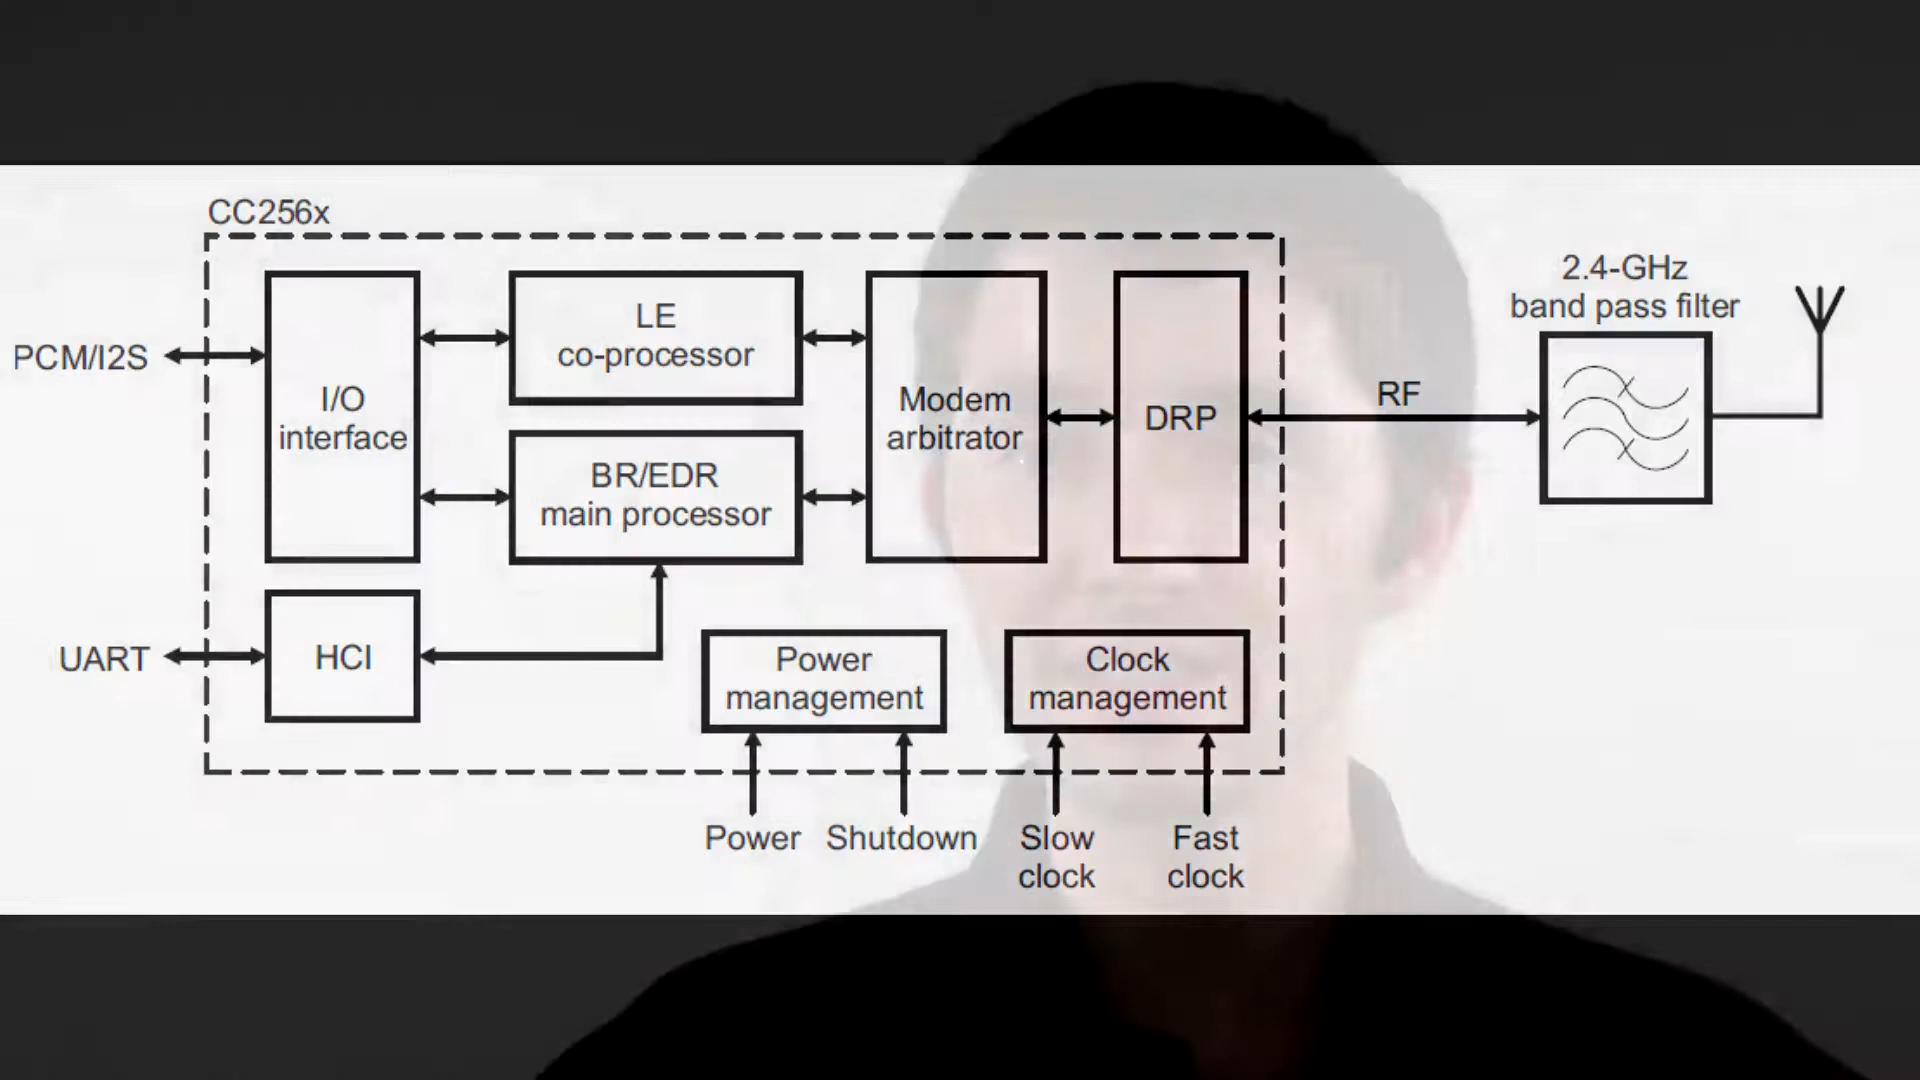 CC256x
PCM/I2S
I/O
interface
LE
co-processor
BR/EDR
main processor
Modem
arbitrator
DRP
RF
2.4-GHz
band pass filter
UART
HCI
Power
management
Clock
management
Power
Shutdown
Slow
clock
Fast
clock